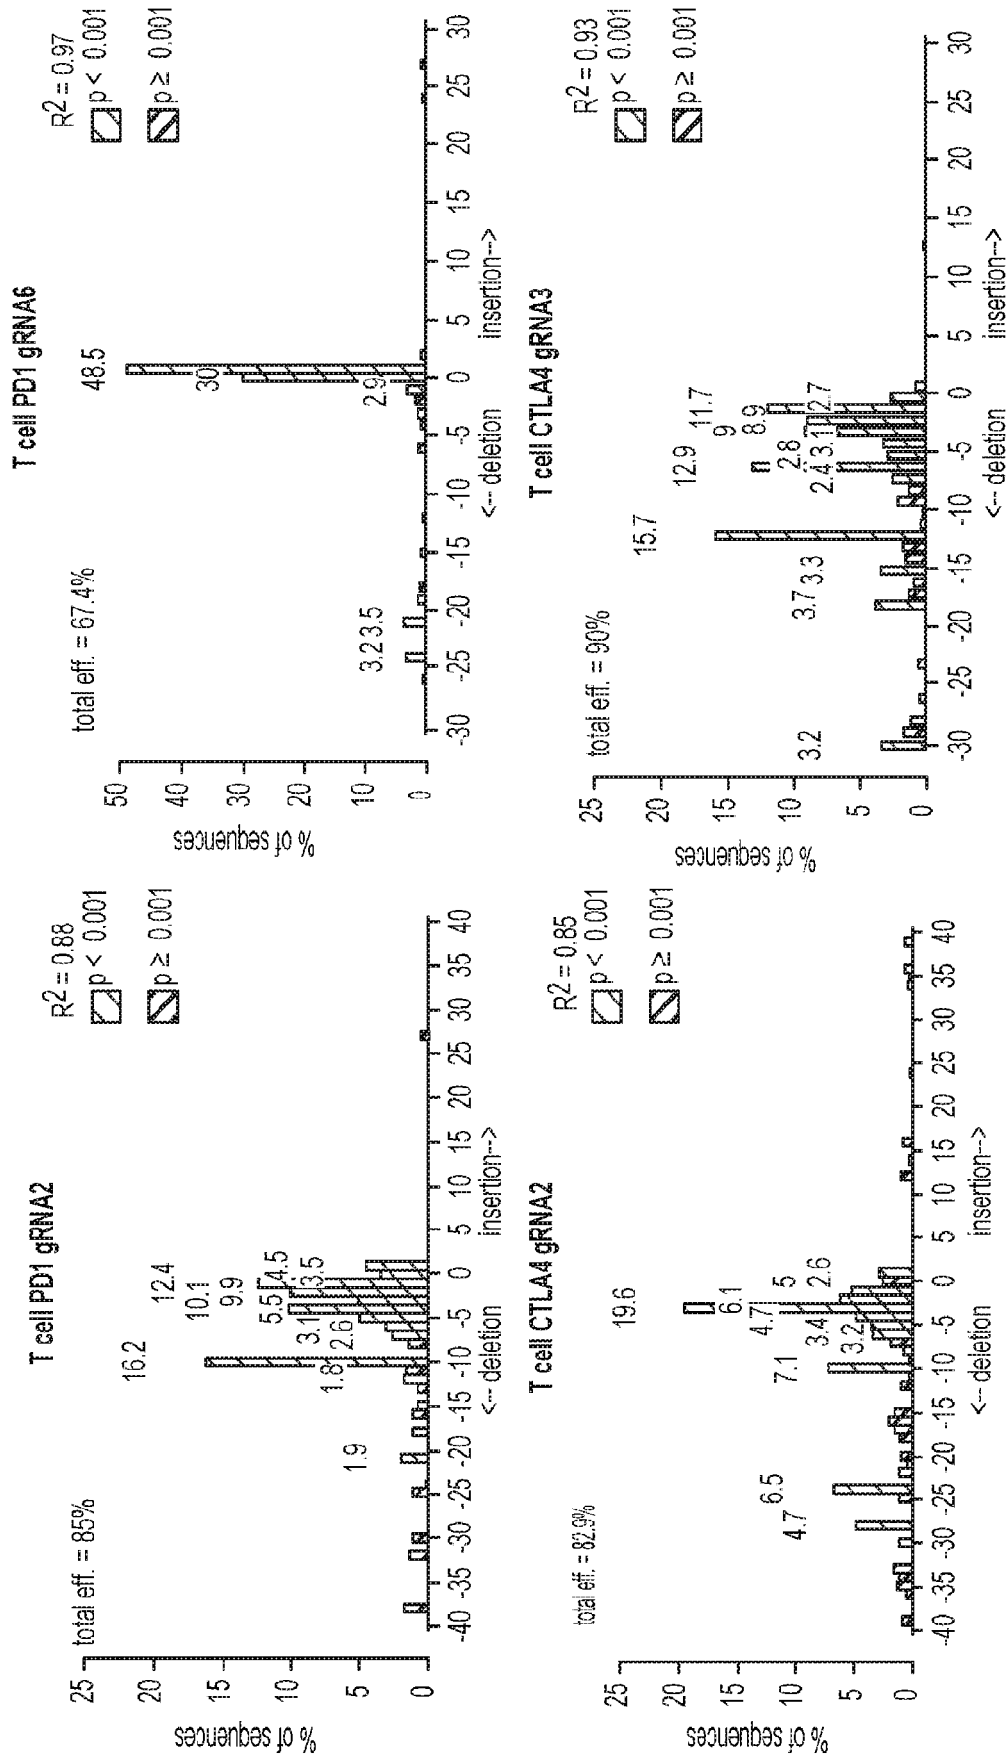 T cell PD1 gRNA2
total eff. = 85%
R2 = 0.88
p < 0.001
p ≥ 0.001
% of sequences
25
20
15
10
5
0
16.2
12.4
10.1
9.9
5.5
4.5
3.5
3.1
2.6
1.8
1.9
-40 -35 -30 -25 -20 -15 -10 -5 0 5 10 15 20 25 30 35 40
<-- deletion insertion-->
T cell PD1 gRNA6
total eff. = 67.4%
R2 = 0.97
p < 0.001
p ≥ 0.001
% of sequences
50
40
30
20
10
0
48.5
30
2.9
3.2 3.5
-30 -25 -20 -15 -10 -5 0 5 10 15 20 25 30
<-- deletion insertion-->
T cell CTLA4 gRNA2
total eff. = 82.9%
R2 = 0.85
p < 0.001
p ≥ 0.001
% of sequences
25
20
15
10
5
0
19.6
6.1
5
2.6
4.7
3.4
3.2
7.1
6.5
4.7
-40 -35 -30 -25 -20 -15 -10 -5 0 5 10 15 20 25 30 35 40
<-- deletion insertion-->
T cell CTLA4 gRNA3
total eff. = 90%
R2 = 0.93
p < 0.001
p ≥ 0.001
% of sequences
25
20
15
10
5
0
15.7
12.9
11.7
9
8.9
2.7
2.8
3.1
2.4
3.7
3.3
3.2
-30 -25 -20 -15 -10 -5 0 5 10 15 20 25 30
<-- deletion insertion-->